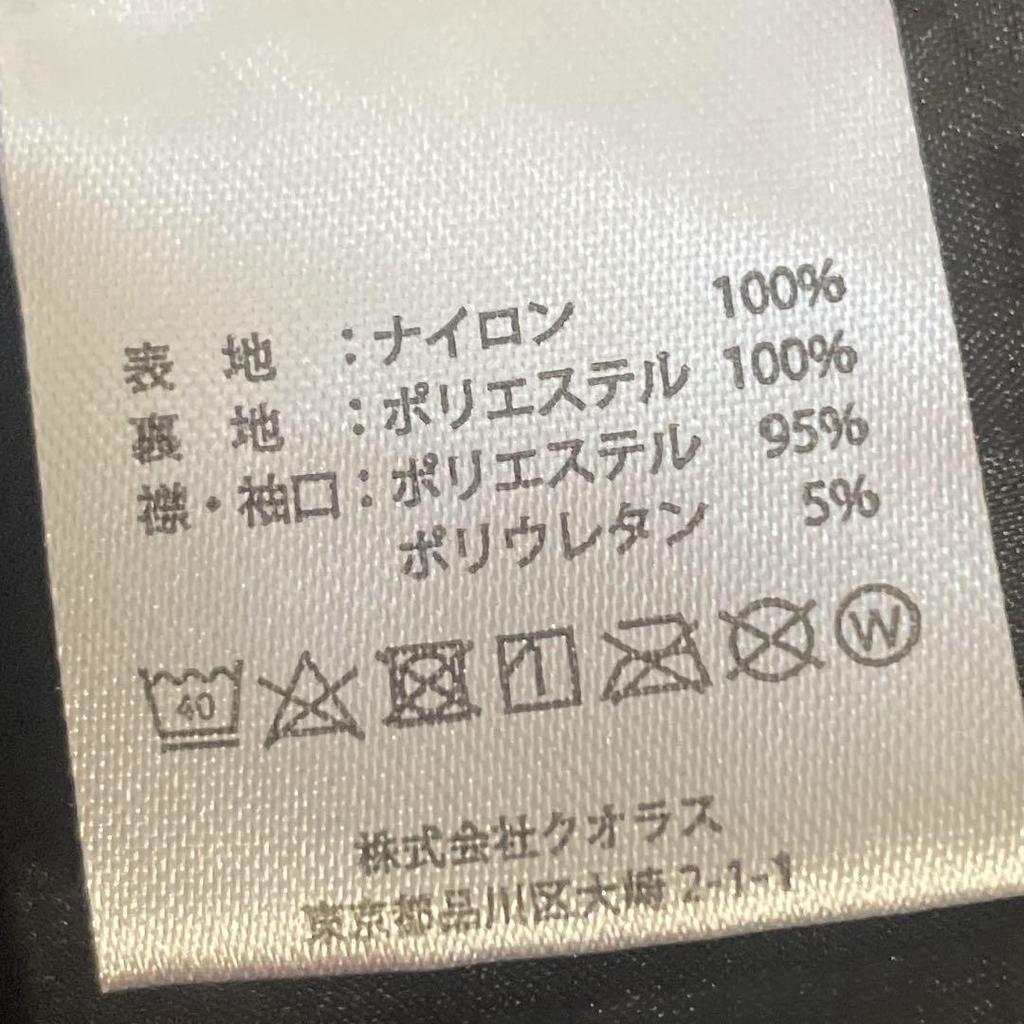 表 地 ：ナイロン 100%
裏 地 ：ポリエステル 100%
襟・袖口：ポリエステル 95%
ポリウレタン 5%
40 1 W
株式会社クオラス
東京都品川区大崎 2-1-1